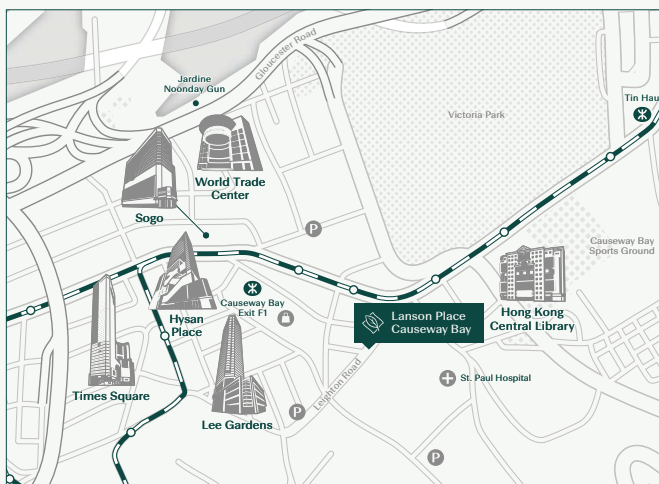 Gloucester Road
Jardine
Noonday Gun
Tin Hau
Victoria Park
World Trade
Center
Sogo
P
Causeway Bay
Sports Ground
Causeway Bay
Exit F1
Hysan
Place
Lanson Place
Causeway Bay
Hong Kong
Central Library
Times Square
Leighton Road
St. Paul Hospital
P
Lee Gardens
P